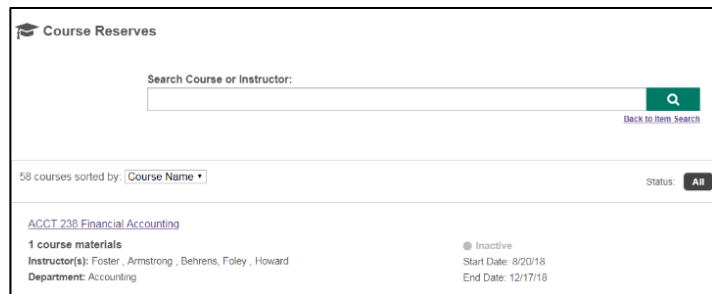 Course Reserves
Search Course or Instructor:
Back to Item Search
58 courses sorted by: Course Name
Status: All
ACCT 238 Financial Accounting
1 course materials
Inactive
Instructor(s): Foster , Armstrong , Behrens, Foley , Howard
Start Date: 8/20/18
Department: Accounting
End Date: 12/17/18